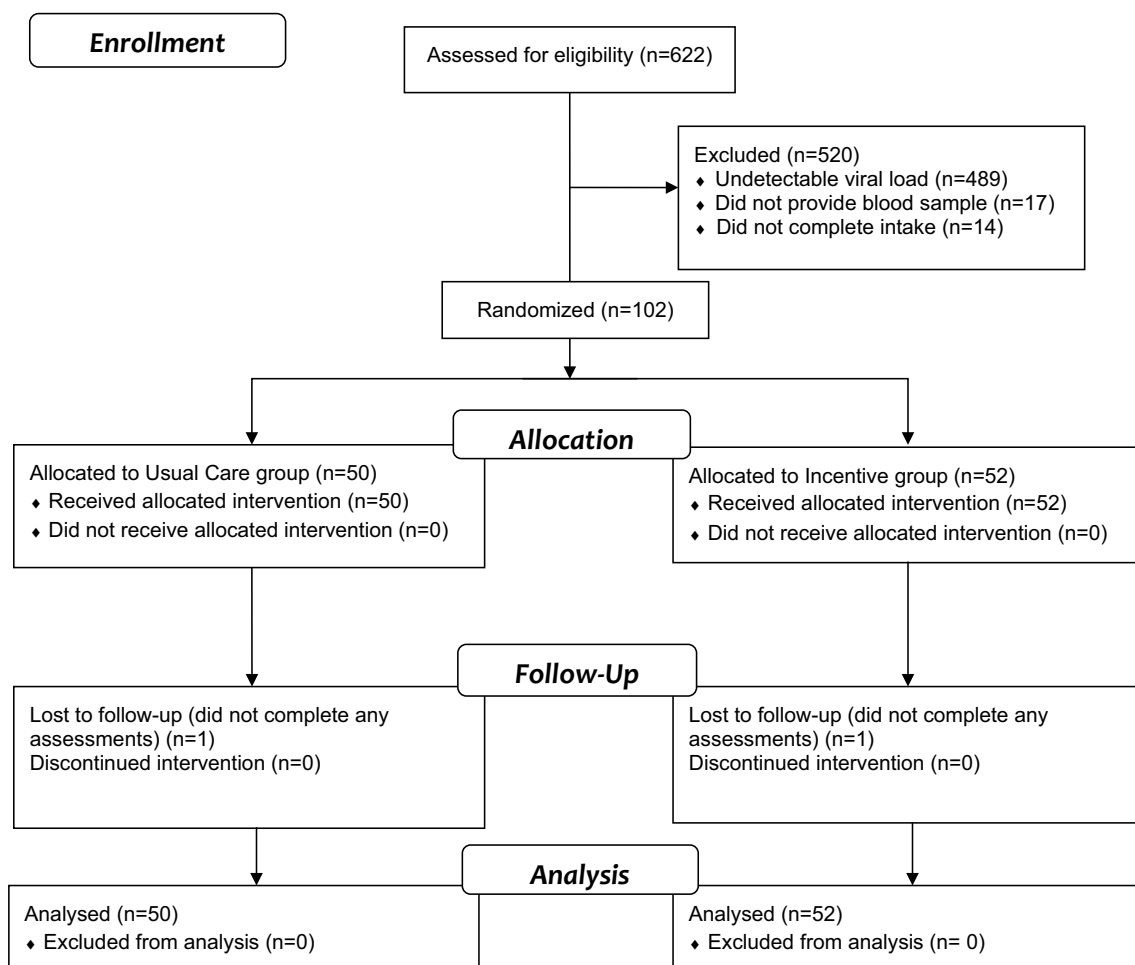 Enrollment
Assessed for eligibility (n=622)
Excluded (n=520)
♦ Undetectable viral load (n=489)
♦ Did not provide blood sample (n=17)
♦ Did not complete intake (n=14)
Randomized (n=102)
Allocation
Allocated to Usual Care group (n=50)
♦ Received allocated intervention (n=50)
♦ Did not receive allocated intervention (n=0)
Allocated to Incentive group (n=52)
♦ Received allocated intervention (n=52)
♦ Did not receive allocated intervention (n=0)
Follow-Up
Lost to follow-up (did not complete any
assessments) (n=1)
Discontinued intervention (n=0)
Lost to follow-up (did not complete any
assessments) (n=1)
Discontinued intervention (n=0)
Analysis
Analysed (n=50)
♦ Excluded from analysis (n=0)
Analysed (n=52)
♦ Excluded from analysis (n= 0)